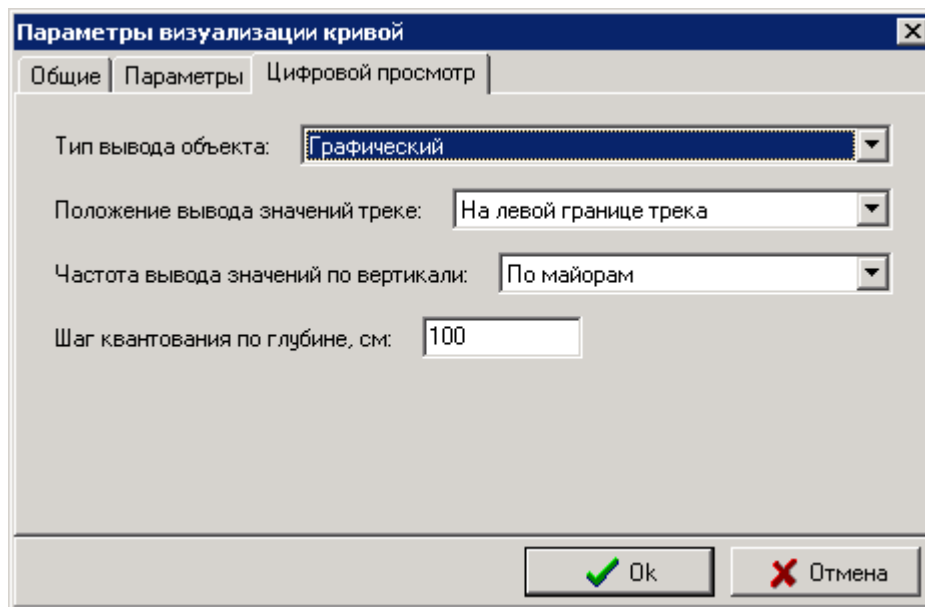 Параметры визуализации кривой
Общие Параметры Цифровой просмотр
Тип вывода объекта: Графический
Положение вывода значений треке: На левой границе трека
Частота вывода значений по вертикали: По майорам
Шаг квантования по глубине, см: 100
Ok Отмена